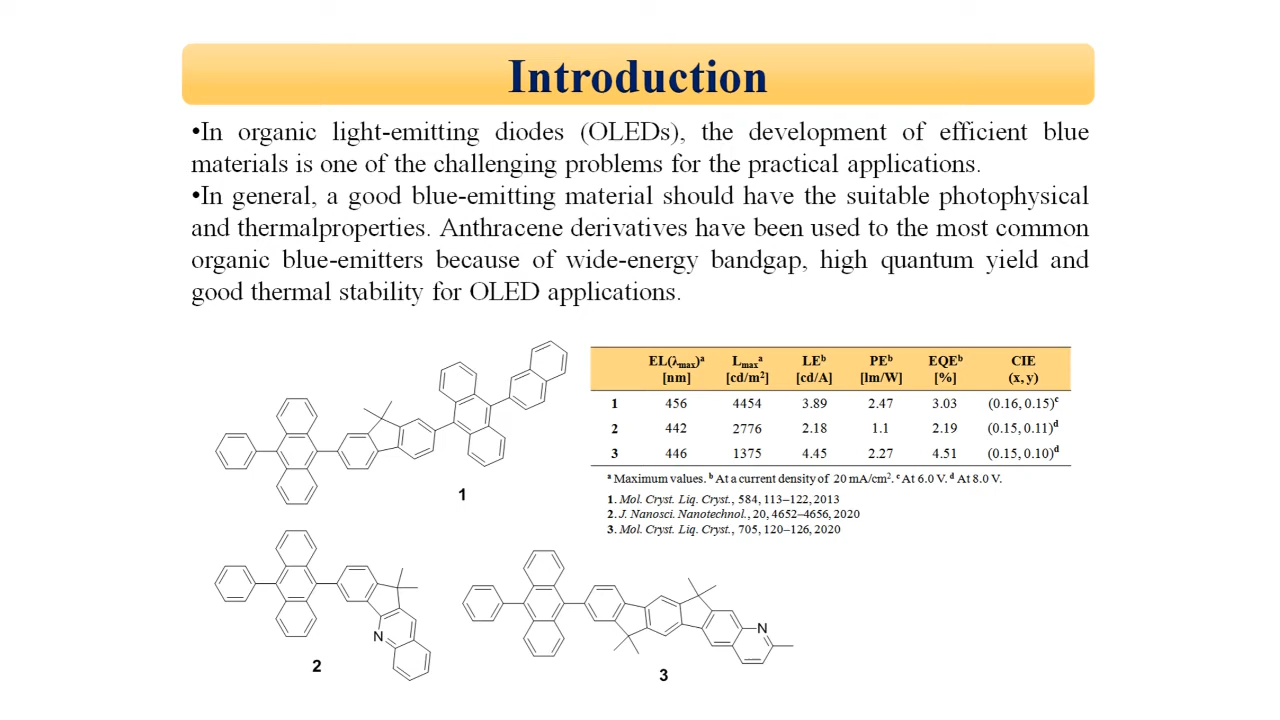 Introduction
•In organic light-emitting diodes (OLEDs), the development of efficient blue
materials is one of the challenging problems for the practical applications.
•In general, a good blue-emitting material should have the suitable photophysical
and thermalproperties. Anthracene derivatives have been used to the most common
organic blue-emitters because of wide-energy bandgap, high quantum yield and
good thermal stability for OLED applications.
EL(λmax)a Lmaxa LEb PEb EQEb CIE
[nm] [cd/m2] [cd/A] [lm/W] [%] (x, y)
1 456 4454 3.89 2.47 3.03 (0.16, 0.15)c
2 442 2776 2.18 1.1 2.19 (0.15, 0.11)d
3 446 1375 4.45 2.27 4.51 (0.15, 0.10)d
a Maximum values. b At a current density of 20 mA/cm2. c At 6.0 V. d At 8.0 V.
1. Mol. Cryst. Liq. Cryst., 584, 113–122, 2013
2. J. Nanosci. Nanotechnol., 20, 4652–4656, 2020
3. Mol. Cryst. Liq. Cryst., 705, 120–126, 2020
1
N
2
N
3